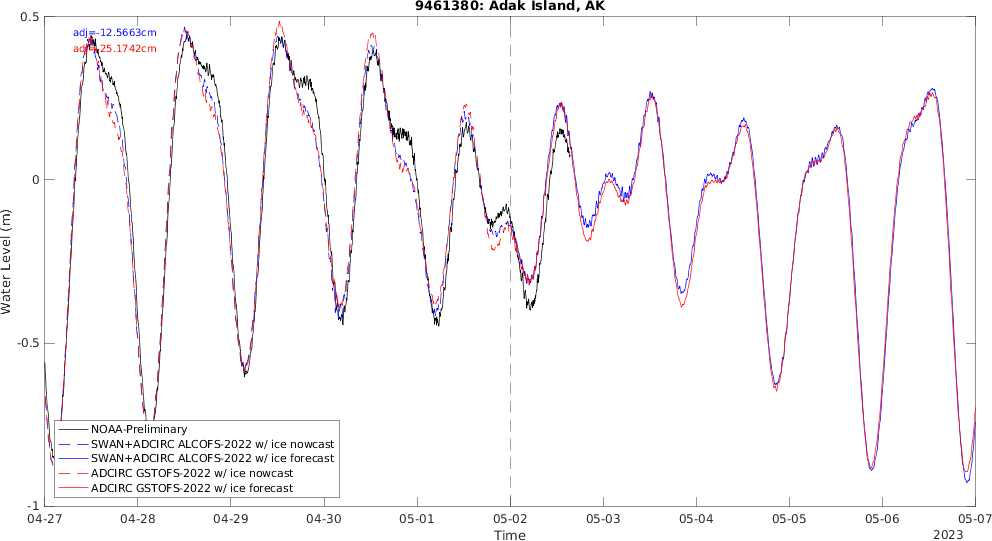 9461380: Adak Island, AK
adj=-12.5663cm
adj=-25.1742cm
0.5
0
-0.5
-1
Water Level (m)
NOAA-Preliminary
SWAN+ADCIRC ALCOFS-2022 w/ ice nowcast
SWAN+ADCIRC ALCOFS-2022 w/ ice forecast
ADCIRC GSTOFS-2022 w/ ice nowcast
ADCIRC GSTOFS-2022 w/ ice forecast
04-27 04-28 04-29 04-30 05-01 05-02 05-03 05-04 05-05 05-06 05-07
Time
2023